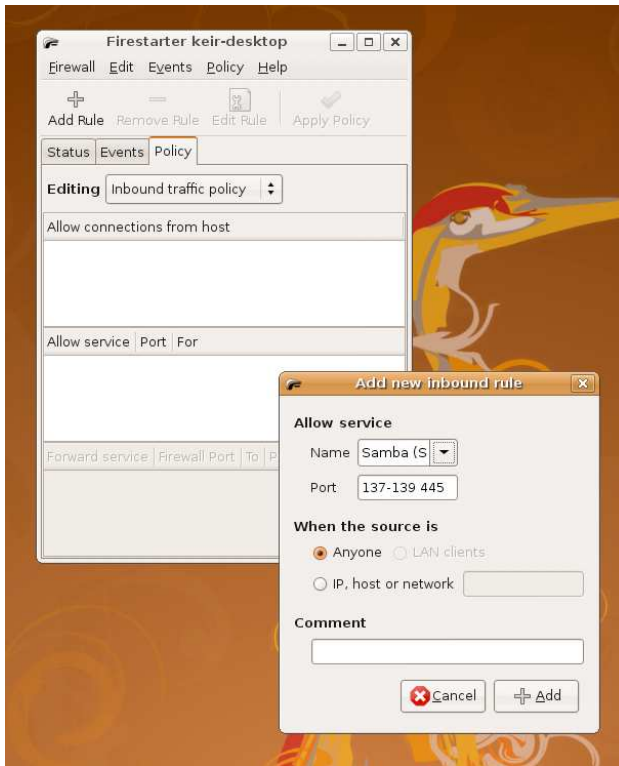 Firestarter keir-desktop
Firewall Edit Events Policy Help
Add Rule Remove Rule Edit Rule Apply Policy
Status Events Policy
Editing Inbound traffic policy
Allow connections from host
Allow service Port For
Forward service Firewall Port To P
Add new inbound rule
Allow service
Name Samba (S
Port 137-139 445
When the source is
Anyone LAN clients
IP, host or network
Comment
Cancel Add